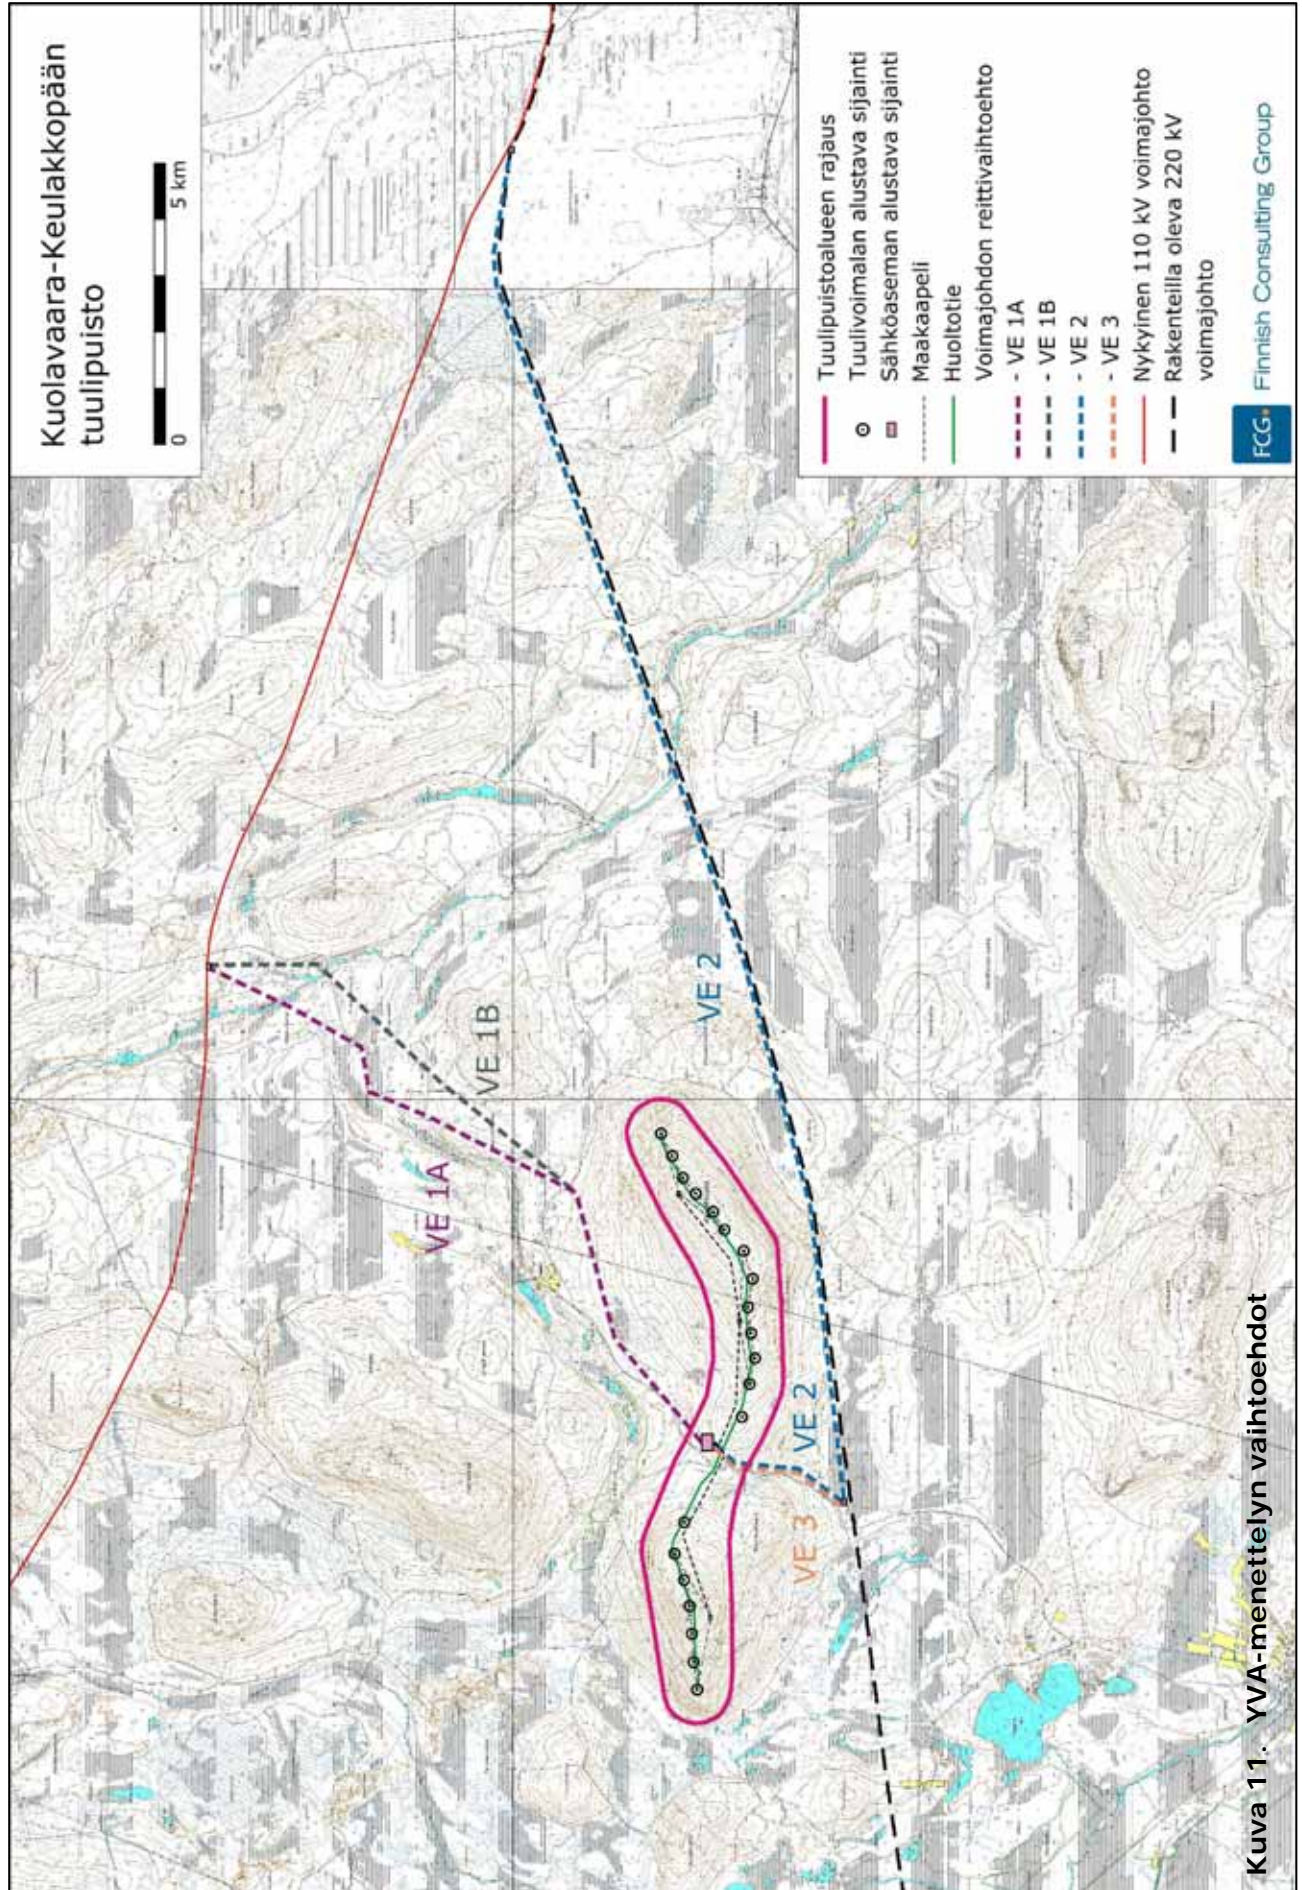 Kuolavaara-Keulakkopään
tuulipuisto
0
5 km
VE 1A
VE 1B
VE 2
VE 2
VE 3
Tuulipuistoalueen rajaus
Tuulivoimalan alustava sijainti
Sähköaseman alustava sijainti
Maakaapeli
Huoltotie
Voimajohdon reittivaihtoehto
- VE 1A
- VE 1B
- VE 2
- VE 3
Nykyinen 110 kV voimajohto
Rakenteilla oleva 220 kV
voimajohto
FCG Finnish Consulting Group
Kuva 11. YVA-menettelyn vaihtoehdot